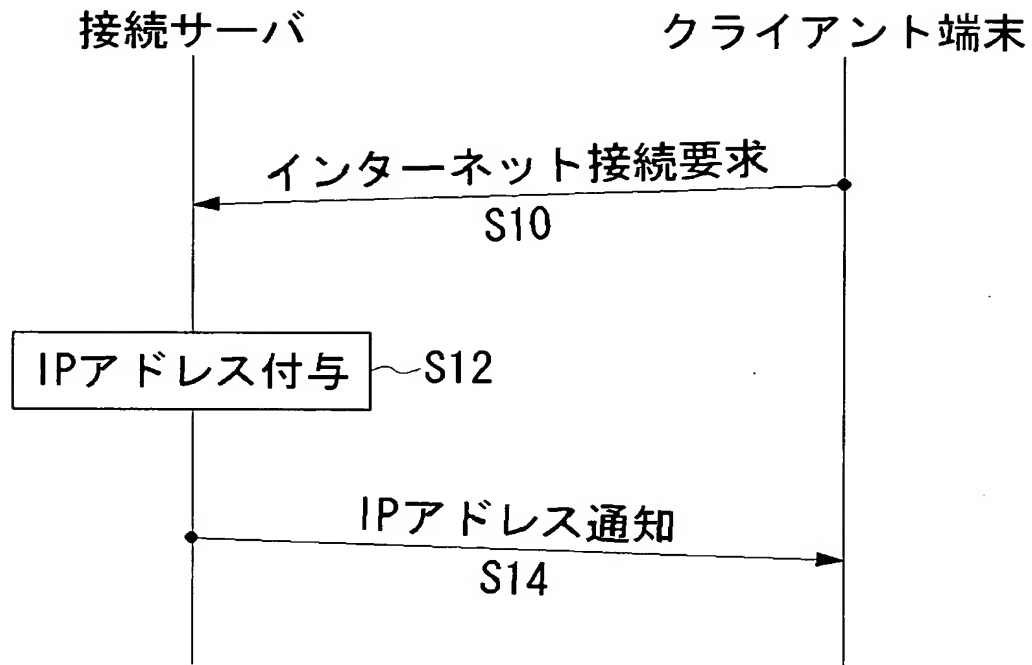 接続サーバ
クライアント端末
インターネット接続要求
S10
IPアドレス付与
S12
IPアドレス通知
S14